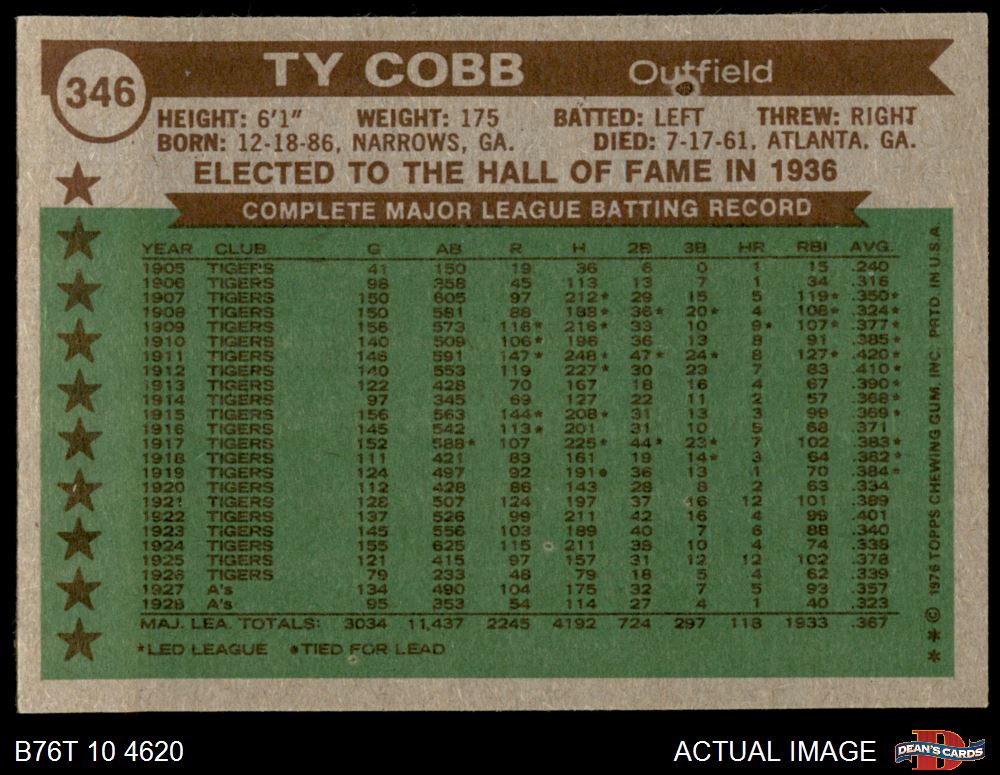 346
TY COBB Outfield
HEIGHT: 6'1" WEIGHT: 175 BATTED: LEFT THREW: RIGHT
BORN: 12-18-86, NARROWS, GA. DIED: 7-17-61, ATLANTA, GA.
ELECTED TO THE HALL OF FAME IN 1936
COMPLETE MAJOR LEAGUE BATTING RECORD
YEAR CLUB G AB R H 2B 3B HR RBI AVG.
1905 TIGERS 41 150 19 36 6 0 1 15 .240
1906 TIGERS 98 358 45 113 13 7 1 34 .316
1907 TIGERS 150 605 97 212* 29 15 5 119* .350*
1908 TIGERS 150 581 88 188* 36* 20* 4 108* .324*
1909 TIGERS 156 573 116* 216* 33 10 9* 107* .377*
1910 TIGERS 140 509 106* 196 36 13 8 91 .385*
1911 TIGERS 146 591 147* 248* 47* 24* 8 127* .420*
1912 TIGERS 140 553 119 227* 30 23 7 83 .410*
1913 TIGERS 122 428 70 167 18 16 4 67 .390*
1914 TIGERS 97 345 69 127 22 11 2 57 .368*
1915 TIGERS 156 563 144* 208* 31 13 3 99 .369*
1916 TIGERS 145 542 113* 201 31 10 5 68 .371
1917 TIGERS 152 588* 107 225* 44* 23* 7 102 .383*
1918 TIGERS 111 421 83 161 19 14* 3 64 .382*
1919 TIGERS 124 497 92 191● 36 13 1 70 .384*
1920 TIGERS 112 428 86 143 28 8 2 63 .334
1921 TIGERS 128 507 124 197 37 16 12 101 .389
1922 TIGERS 137 526 99 211 42 16 4 99 .401
1923 TIGERS 145 556 103 189 40 7 6 88 .340
1924 TIGERS 155 625 115 211 38 10 4 74 .338
1925 TIGERS 121 415 97 157 31 12 12 102 .378
1926 TIGERS 79 233 48 79 18 5 4 62 .339
1927 A's 134 490 104 175 32 7 5 93 .357
1928 A's 95 353 54 114 27 4 1 40 .323
MAJ. LEA. TOTALS: 3034 11,437 2245 4192 724 297 118 1933 .367
*LED LEAGUE ●TIED FOR LEAD
** © 1976 TOPPS CHEWING GUM, INC. PRTD. IN U.S.A.
B76T 10 4620
ACTUAL IMAGE
D
DEAN'S CARDS